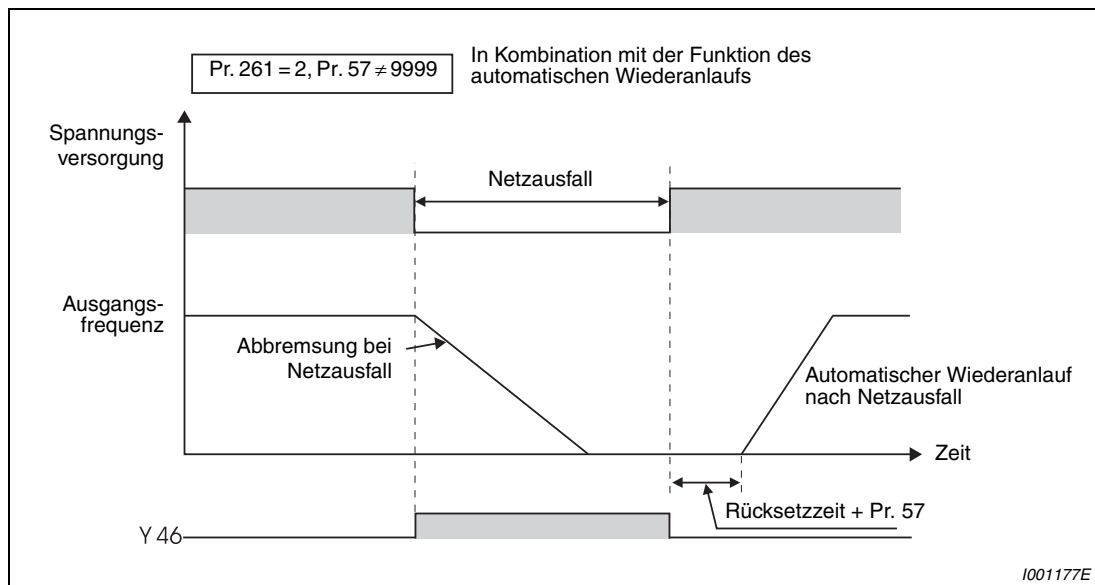 Pr. 261 = 2, Pr. 57 ≠ 9999
In Kombination mit der Funktion des
automatischen Wiederanlaufs
Spannungs-
versorgung
Netzausfall
Ausgangs-
frequenz
Abbremsung bei
Netzausfall
Automatischer Wiederanlauf
nach Netzausfall
Zeit
Rücksetzzeit + Pr. 57
Y 46
I001177E